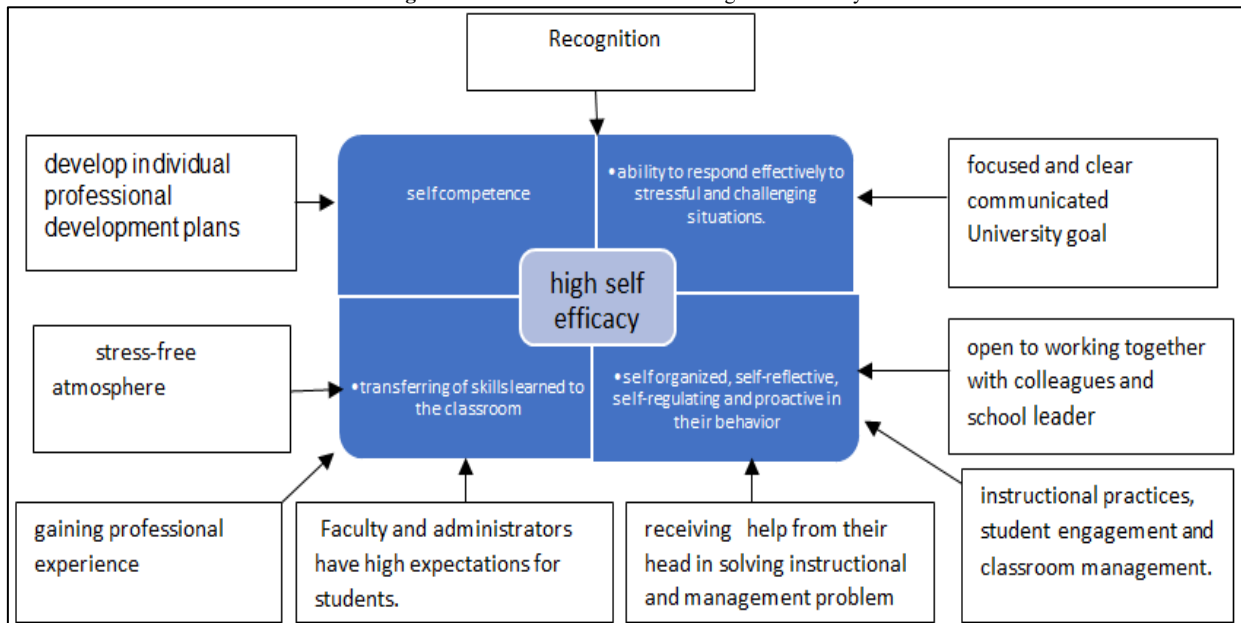 Recognition
develop individual
professional
development plans
self competence
•ability to respond effectively to
stressful and challenging
situations.
focused and clear
communicated
University goal
high self
efficacy
stress-free
atmosphere
•transferring of skills learned to
the classroom
•self organized, self-reflective,
self-regulating and proactive in
their behavior
open to working together
with colleagues and
school leader
gaining professional
experience
Faculty and administrators
have high expectations for
students.
receiving help from their
head in solving instructional
and management problem
instructional practices,
student engagement and
classroom management.